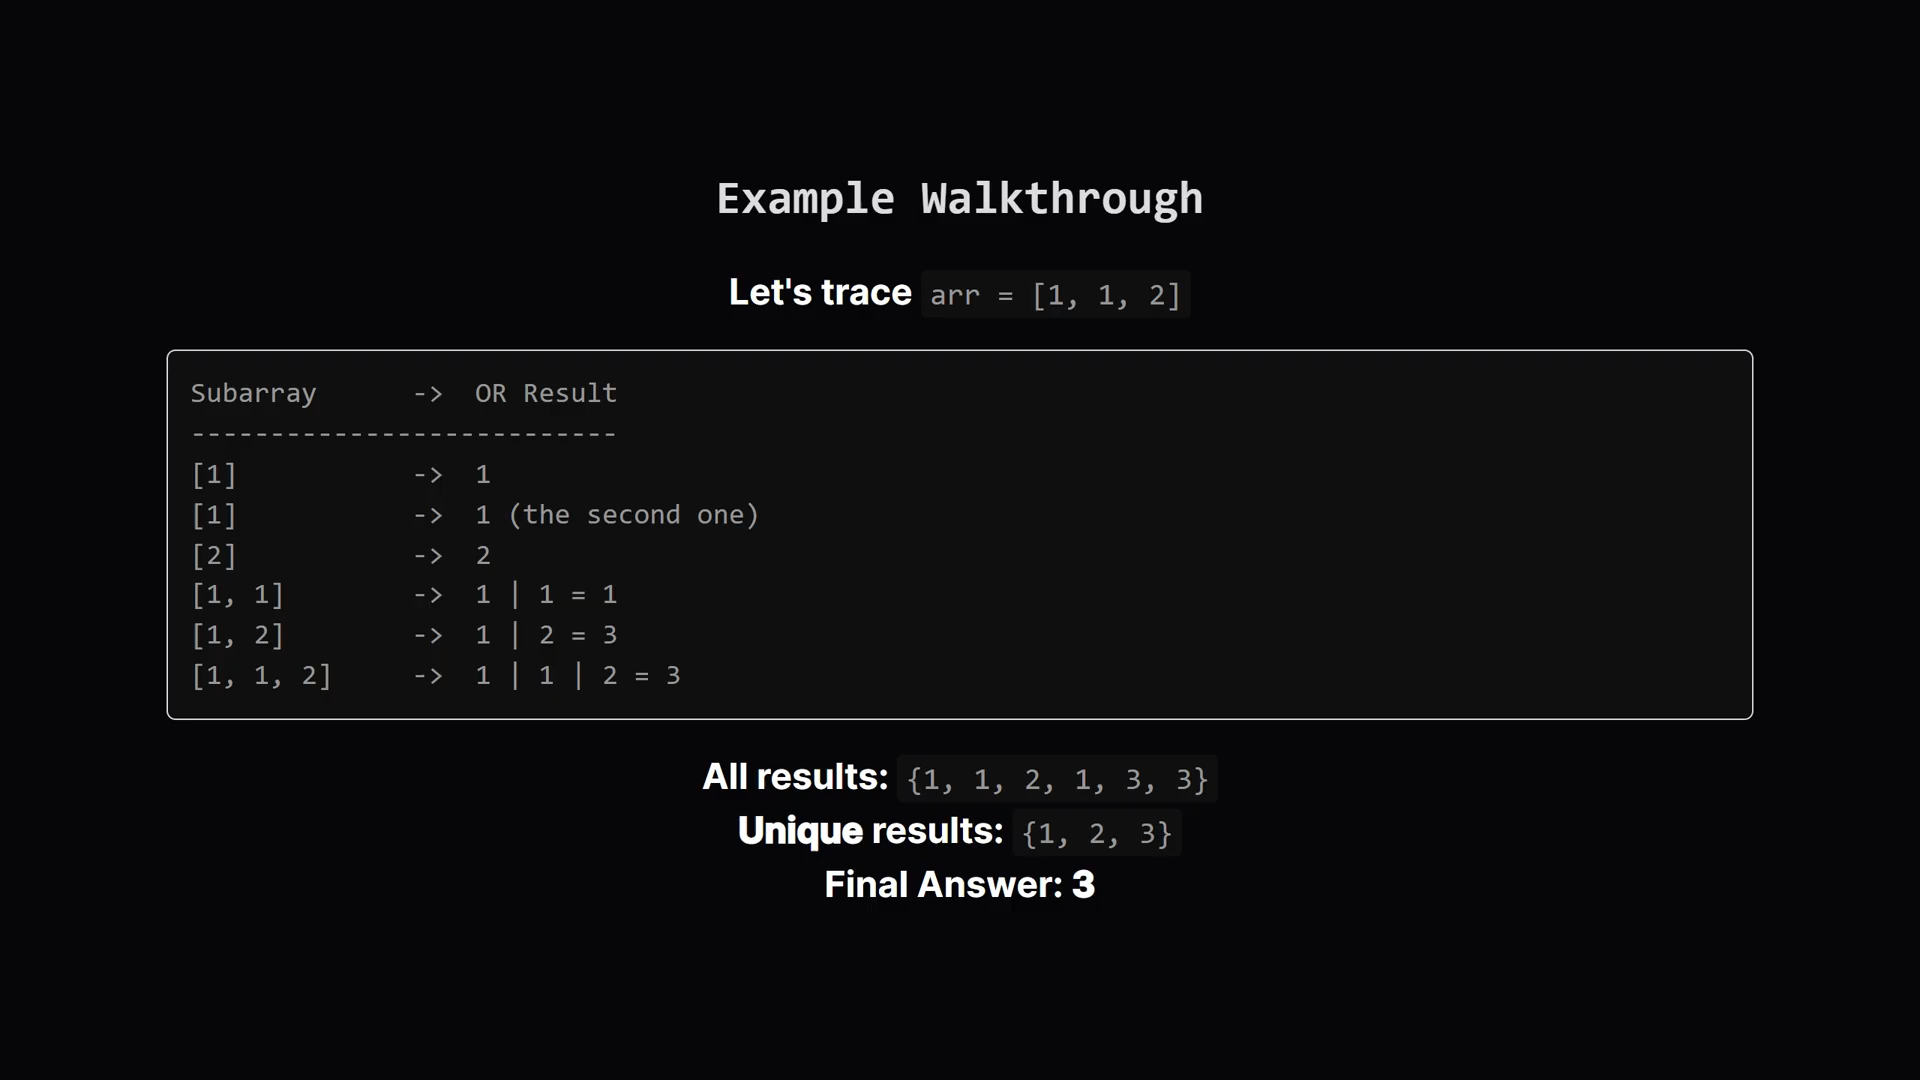 Example Walkthrough
Let's trace arr = [1, 1, 2]
Subarray      ->  OR Result
---------------------------
[1]           ->  1
[1]           ->  1 (the second one)
[2]           ->  2
[1, 1]        ->  1 | 1 = 1
[1, 2]        ->  1 | 2 = 3
[1, 1, 2]     ->  1 | 1 | 2 = 3
All results: {1, 1, 2, 1, 3, 3}
Unique results: {1, 2, 3}
Final Answer: 3